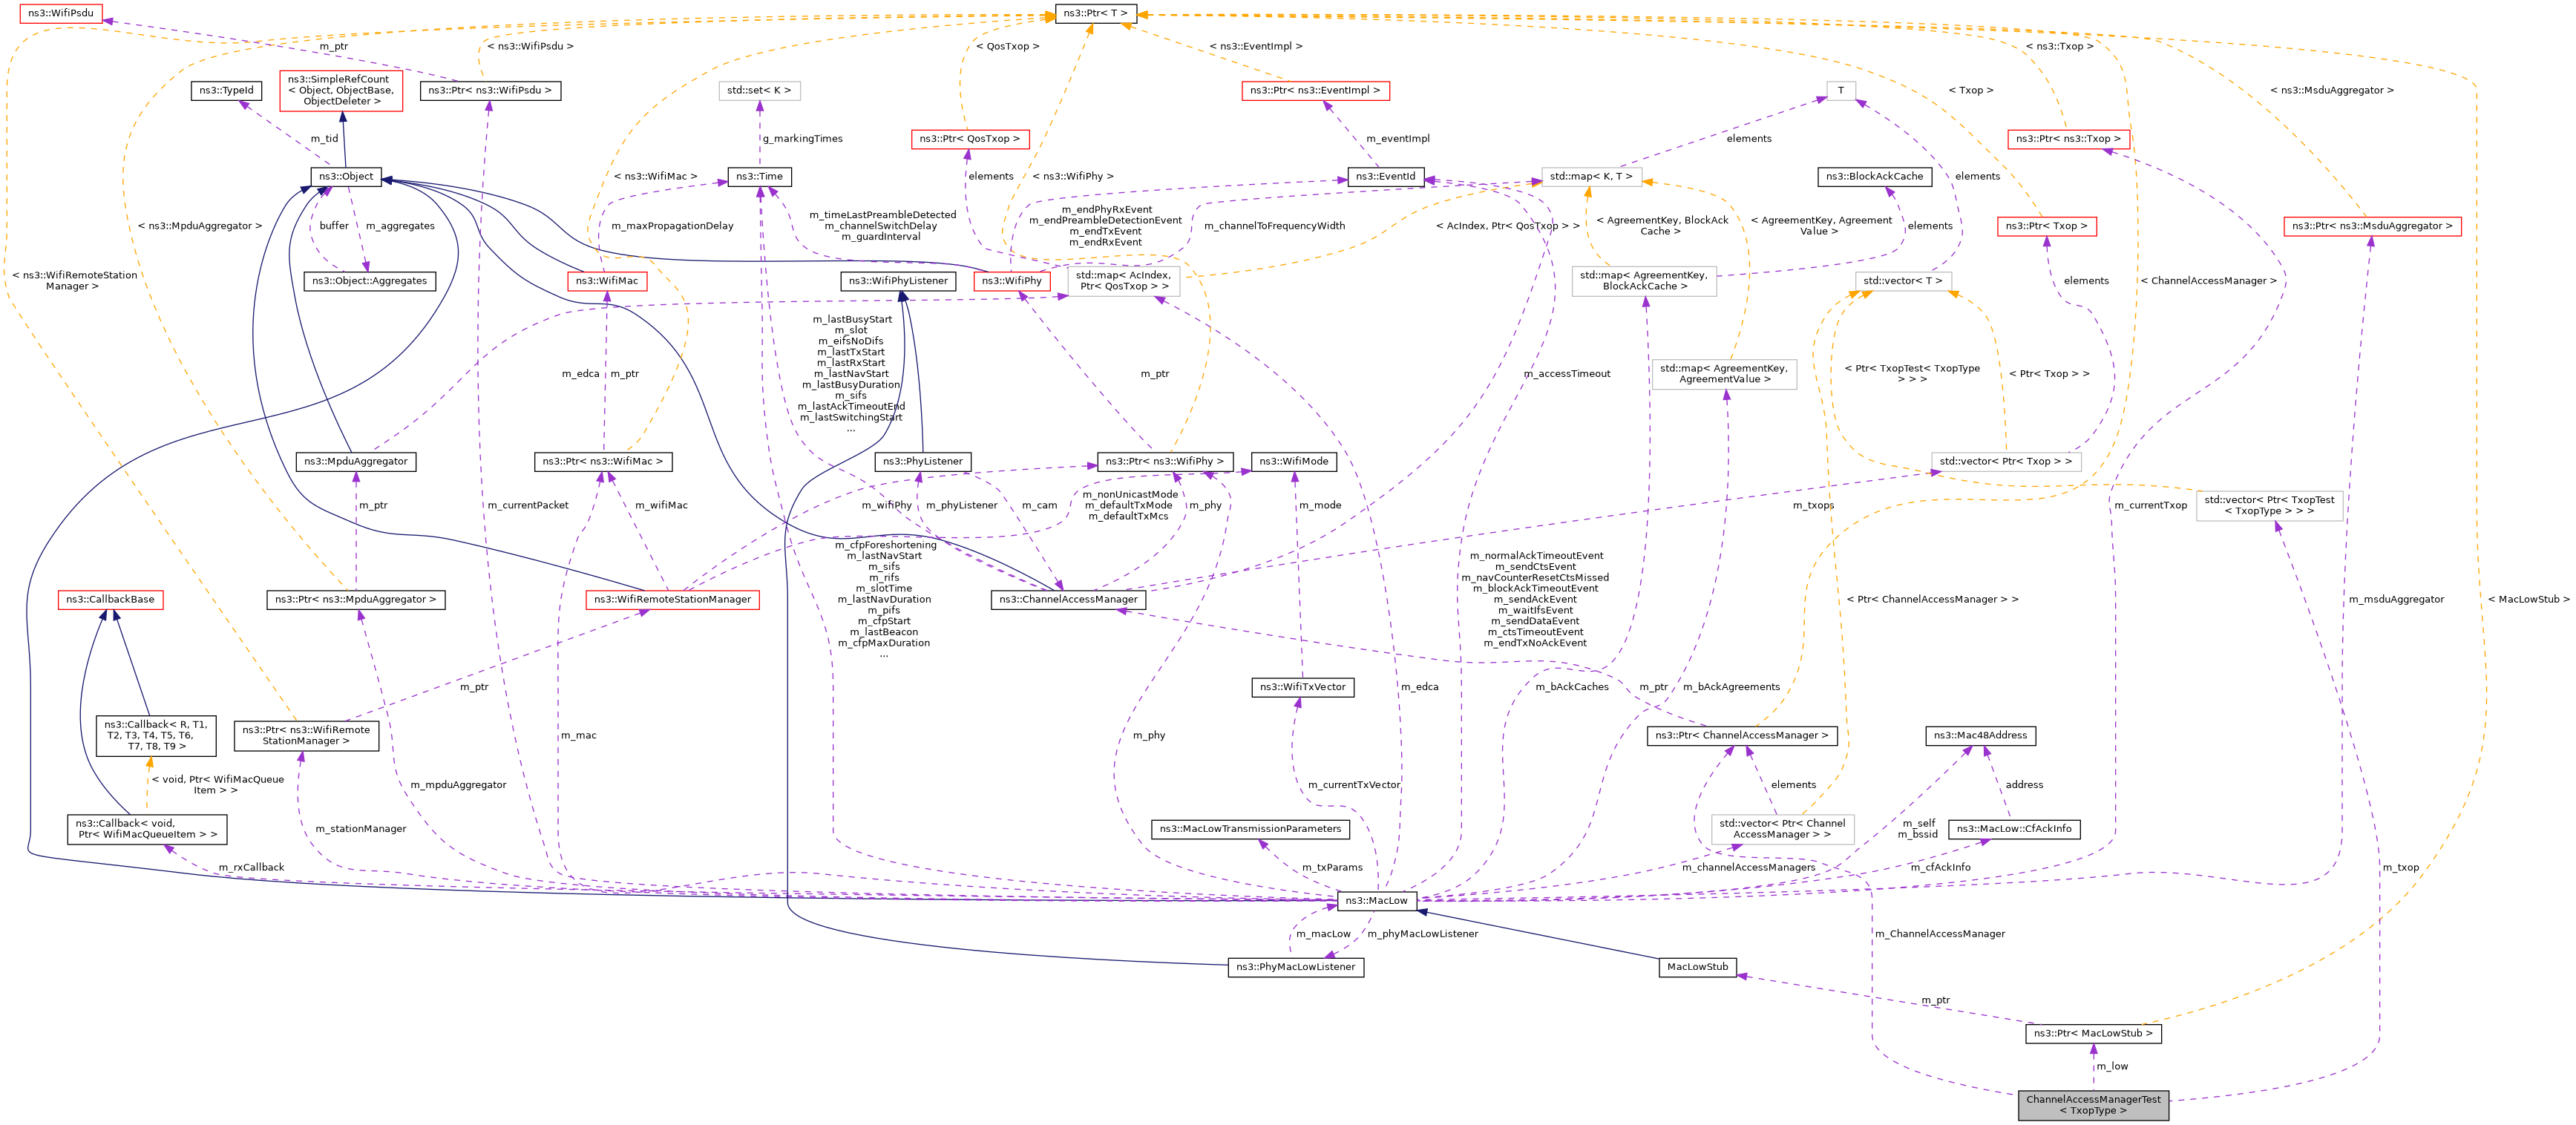 ns3::WifiPsdu
ns3::Ptr< T >
m_ptr
< ns3::WifiPsdu >
< QosTxop >
< ns3::EventImpl >
< ns3::Txop >
ns3::TypeId
ns3::SimpleRefCount
< Object, ObjectBase,
ObjectDeleter >
ns3::Ptr< ns3::WifiPsdu >
std::set< K >
ns3::Ptr< ns3::EventImpl >
T
< Txop >
< ns3::MsduAggregator >
m_tid
g_markingTimes
ns3::Ptr< QosTxop >
m_eventImpl
elements
ns3::Ptr< ns3::Txop >
ns3::Object
< ns3::WifiMac >
ns3::Time
elements
< ns3::WifiPhy >
ns3::EventId
std::map< K, T >
ns3::BlockAckCache
elements
< ns3::MpduAggregator >
buffer
m_aggregates
m_maxPropagationDelay
m_timeLastPreambleDetected
m_channelSwitchDelay
m_guardInterval
m_endPhyRxEvent
m_endPreambleDetectionEvent
m_endTxEvent
m_endRxEvent
m_channelToFrequencyWidth
< AcIndex, Ptr< QosTxop > >
< AgreementKey, BlockAck
Cache >
< AgreementKey, Agreement
Value >
elements
ns3::Ptr< Txop >
ns3::Ptr< ns3::MsduAggregator >
< ns3::WifiRemoteStation
Manager >
ns3::Object::Aggregates
ns3::WifiMac
ns3::WifiPhyListener
ns3::WifiPhy
std::map< AcIndex,
Ptr< QosTxop > >
std::map< AgreementKey,
BlockAckCache >
std::vector< T >
elements
< ChannelAccessManager >
m_lastBusyStart
m_slot
m_eifsNoDifs
m_lastTxStart
m_lastRxStart
m_lastNavStart
m_lastBusyDuration
m_sifs
m_lastAckTimeoutEnd
m_lastSwitchingStart
...
m_edca
m_ptr
m_ptr
m_accessTimeout
std::map< AgreementKey,
AgreementValue >
< Ptr< TxopTest< TxopType
> > >
< Ptr< Txop > >
ns3::MpduAggregator
ns3::Ptr< ns3::WifiMac >
ns3::PhyListener
ns3::Ptr< ns3::WifiPhy >
ns3::WifiMode
std::vector< Ptr< Txop > >
m_ptr
m_currentPacket
m_wifiMac
m_wifiPhy
m_phyListener
m_cam
m_nonUnicastMode
m_defaultTxMode
m_defaultTxMcs
m_phy
m_mode
m_txops
m_currentTxop
std::vector< Ptr< TxopTest
< TxopType > > >
m_cfpForeshortening
m_lastNavStart
m_sifs
m_rifs
m_slotTime
m_lastNavDuration
m_pifs
m_cfpStart
m_lastBeacon
m_cfpMaxDuration
...
m_normalAckTimeoutEvent
m_sendCtsEvent
m_navCounterResetCtsMissed
m_blockAckTimeoutEvent
m_sendAckEvent
m_waitIfsEvent
m_sendDataEvent
m_ctsTimeoutEvent
m_endTxNoAckEvent
ns3::CallbackBase
ns3::Ptr< ns3::MpduAggregator >
ns3::WifiRemoteStationManager
ns3::ChannelAccessManager
< Ptr< ChannelAccessManager > >
m_msduAggregator
< MacLowStub >
m_ptr
ns3::WifiTxVector
m_edca
m_bAckCaches
m_ptr
m_bAckAgreements
ns3::Callback< R, T1,
T2, T3, T4, T5, T6,
T7, T8, T9 >
ns3::Ptr< ns3::WifiRemote
StationManager >
m_mac
m_phy
ns3::Ptr< ChannelAccessManager >
ns3::Mac48Address
< void, Ptr< WifiMacQueue
Item > >
m_mpduAggregator
m_currentTxVector
elements
address
ns3::Callback< void,
Ptr< WifiMacQueueItem > >
m_stationManager
ns3::MacLowTransmissionParameters
std::vector< Ptr< Channel
AccessManager > >
m_self
m_bssid
ns3::MacLow::CfAckInfo
m_rxCallback
m_txParams
m_channelAccessManagers
m_cfAckInfo
m_txop
ns3::MacLow
m_macLow
m_phyMacLowListener
m_ChannelAccessManager
ns3::PhyMacLowListener
MacLowStub
m_ptr
ns3::Ptr< MacLowStub >
m_low
ChannelAccessManagerTest
< TxopType >